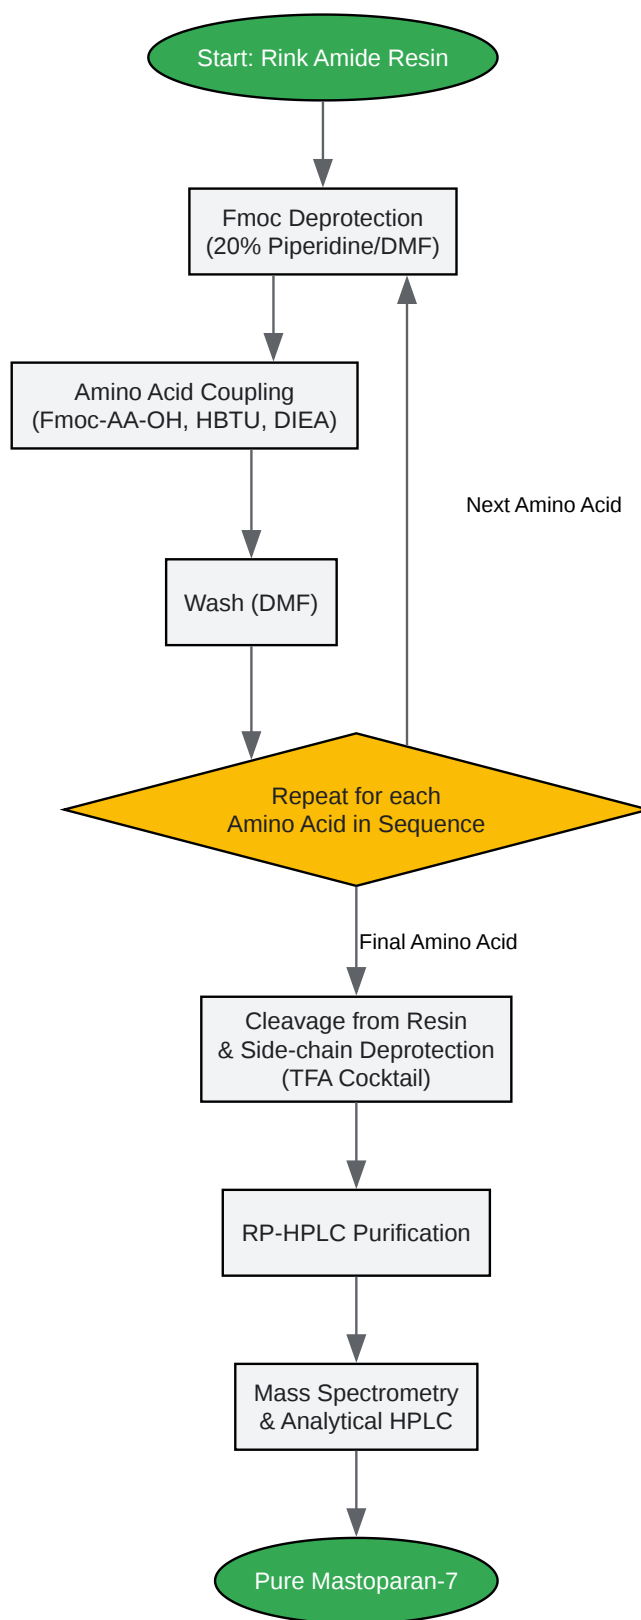 Start: Rink Amide Resin
Fmoc Deprotection
(20% Piperidine/DMF)
Amino Acid Coupling
(Fmoc-AA-OH, HBTU, DIEA)
Next Amino Acid
Wash (DMF)
Repeat for each
Amino Acid in Sequence
Final Amino Acid
Cleavage from Resin
& Side-chain Deprotection
(TFA Cocktail)
RP-HPLC Purification
Mass Spectrometry
& Analytical HPLC
Pure Mastoparan-7